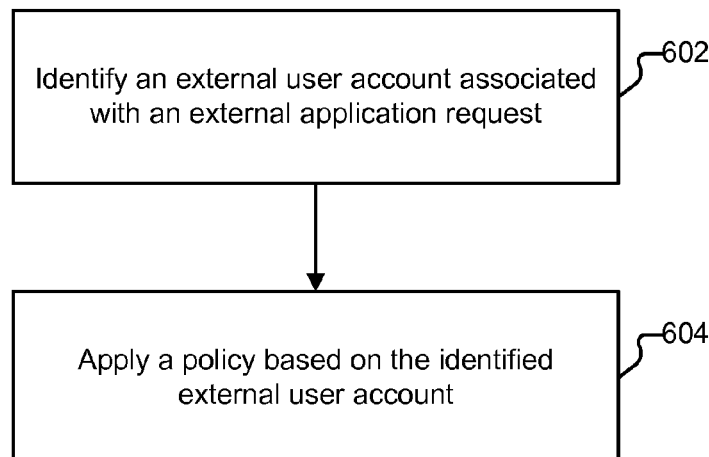 Identify an external user account associated
with an external application request
602
Apply a policy based on the identified
external user account
604